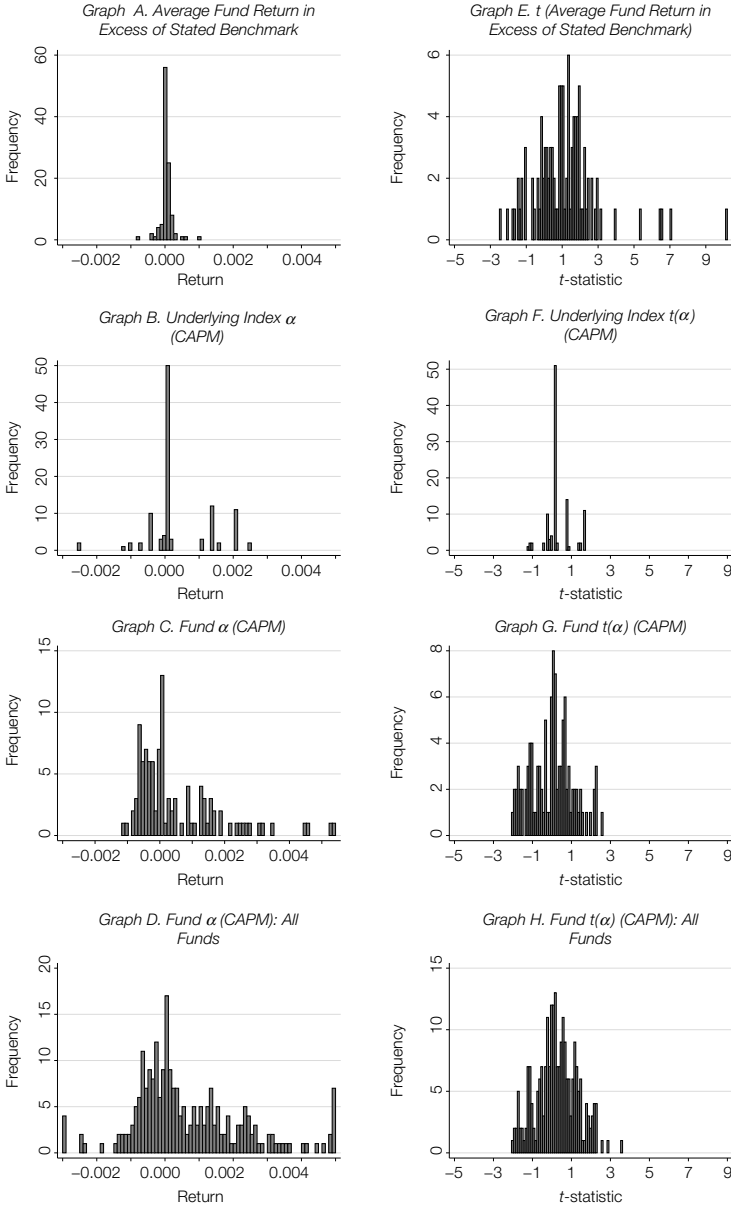 Graph A. Average Fund Return in
Excess of Stated Benchmark
Frequency
60
40
20
0
−0.002 0.000 0.002 0.004
Return
Graph E. t (Average Fund Return in
Excess of Stated Benchmark)
Frequency
6
4
2
0
−5 −3 −1 1 3 5 7 9
t-statistic
Graph B. Underlying Index α
(CAPM)
Frequency
50
40
30
20
10
0
−0.002 0.000 0.002 0.004
Return
Graph F. Underlying Index t(α)
(CAPM)
Frequency
50
40
30
20
10
0
−5 −3 −1 1 3 5 7 9
t-statistic
Graph C. Fund α (CAPM)
Frequency
15
10
5
0
−0.002 0.000 0.002 0.004
Return
Graph G. Fund t(α) (CAPM)
Frequency
8
6
4
2
0
−5 −3 −1 1 3 5 7 9
t-statistic
Graph D. Fund α (CAPM): All
Funds
Frequency
20
15
10
5
0
−0.002 0.000 0.002 0.004
Return
Graph H. Fund t(α) (CAPM): All
Funds
Frequency
15
10
5
0
−5 −3 −1 1 3 5 7 9
t-statistic